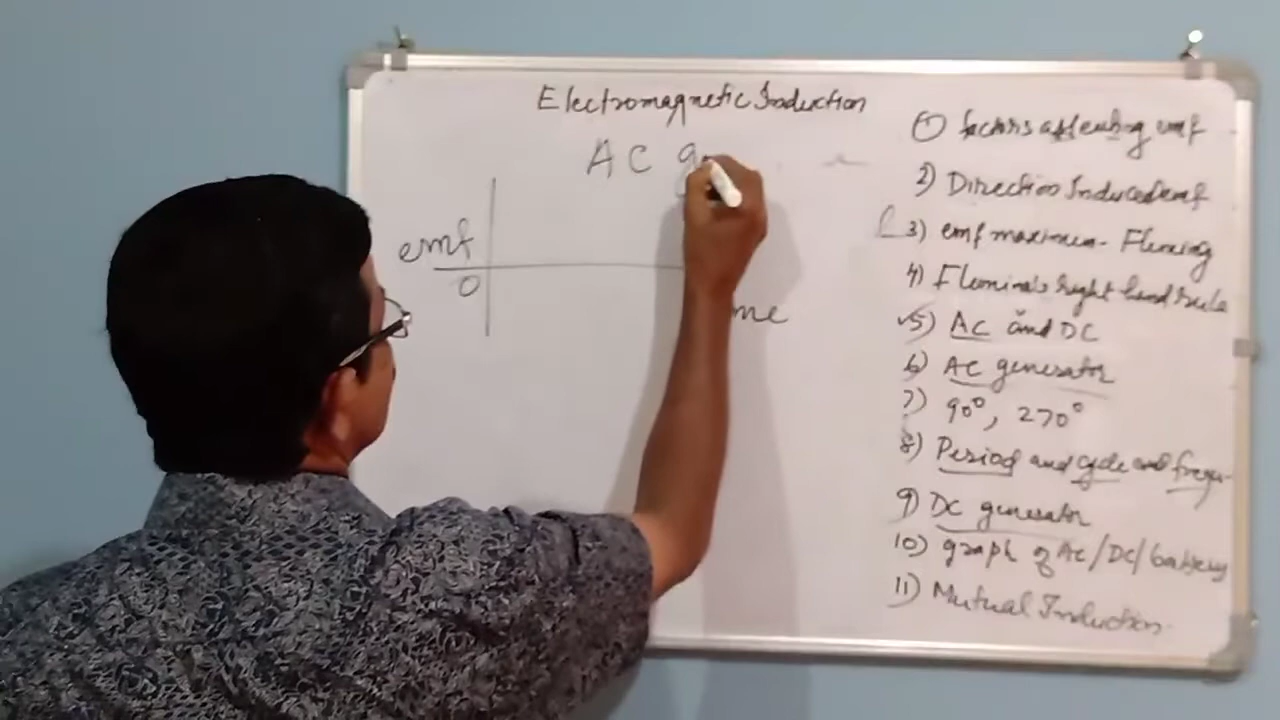 Electromagnetic Induction
AC ge
emf
0
me
1) factors affecting emf
2) Direction Induced emf
3) emf maximum - Fleming
4) Fleming's right hand rule
5) AC and DC
6) AC generator
7) 90°, 270°
8) Period and cycle and frequ-
9) DC generator
10) graph of AC/DC/battery
11) Mutual Induction